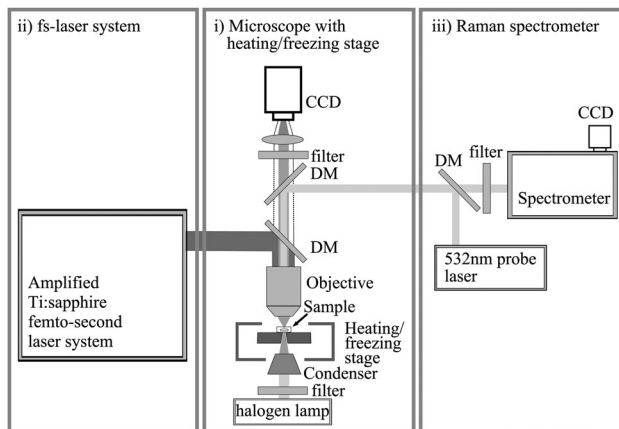 ii) fs-laser system
Amplified
Ti:sapphire
femto-second
laser system
i) Microscope with
heating/freezing stage
CCD
filter
DM
DM
Objective
Sample
Heating/
freezing
stage
Condenser
filter
halogen lamp
iii) Raman spectrometer
CCD
DM
filter
Spectrometer
532nm probe
laser